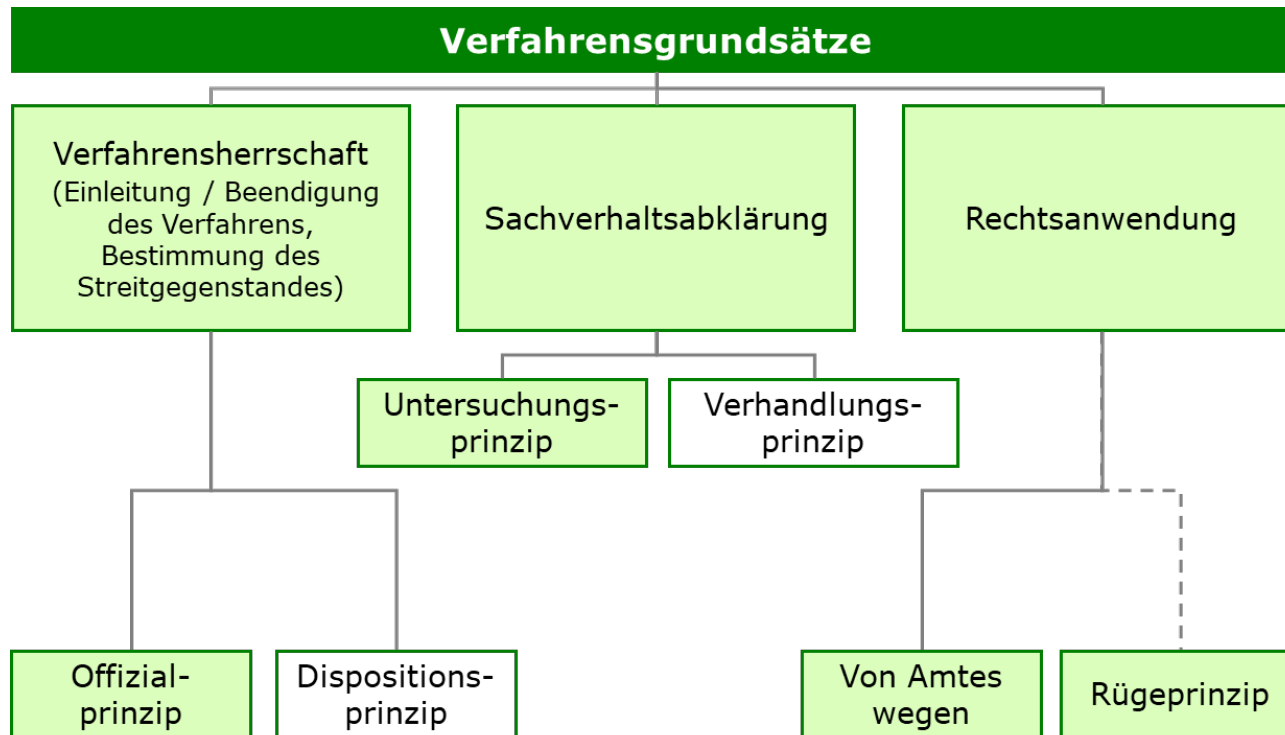 Verfahrensgrundsätze
Verfahrensherrschaft
(Einleitung / Beendigung
des Verfahrens,
Bestimmung des
Streitgegenstandes)
Sachverhaltsabklärung
Rechtsanwendung
Untersuchungs-
prinzip
Verhandlungs-
prinzip
Offizial-
prinzip
Dispositions-
prinzip
Von Amtes
wegen
Rügeprinzip